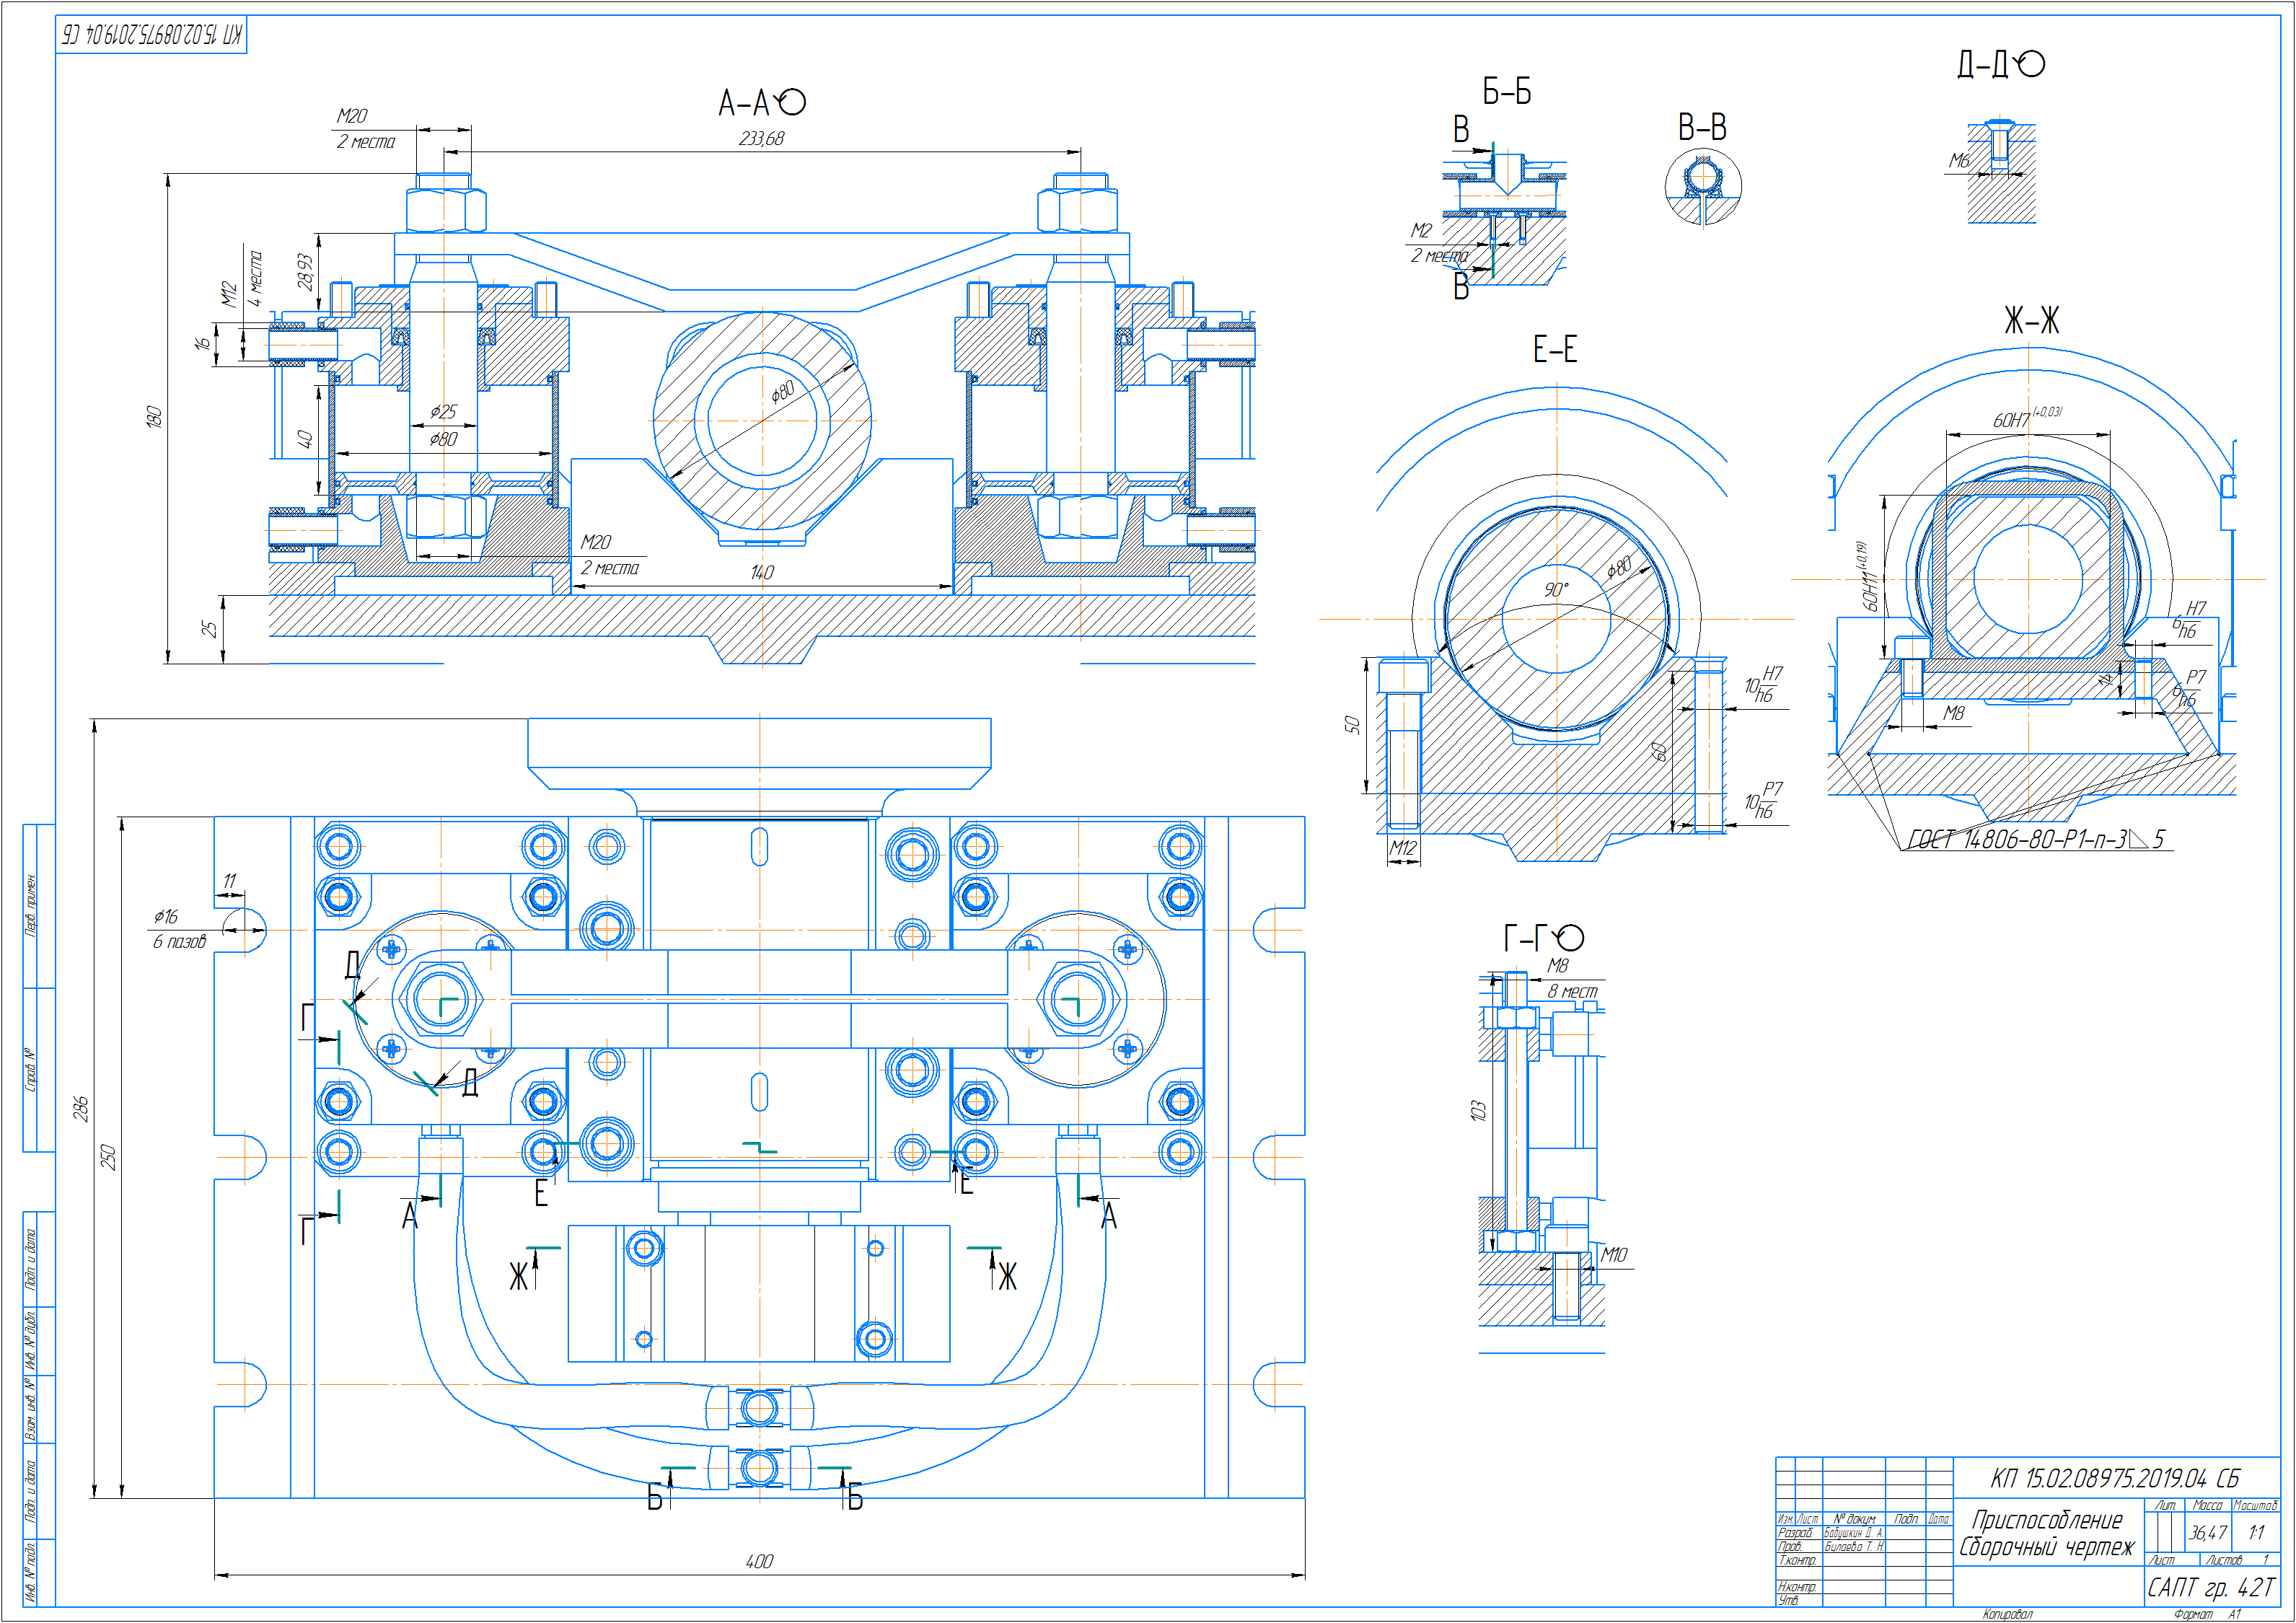 КП 15.02.08975.2019.04 СБ
А–А
М20
2 места
233,68
180
28,93
М12
4 места
16
40
ø25
ø80
ø80
М20
2 места
140
25
Б–Б
В
М2
2 места
В
В–В
Д–Д
М6
Е–Е
ø80
90°
50
60
10 H7/h6
10 P7/h6
М12
Ж–Ж
60H7(+0,03)
60H11(+0,19)
6 H7/h6
6 P7/h6
14
М8
ГОСТ 14806-80-Р1-п-3 5
Г–Г
М8
8 мест
103
М10
286
250
11
ø16
6 пазов
Д
Д
Г
Г
А
А
Е
Е
Ж
Ж
Б
Б
400
Перв. примен.
Справ №
Подп. и дата
Инв. № дубл.
Взам. инв. №
Подп. и дата
Инв. № подл.
КП 15.02.08975.2019.04 СБ
Изм. Лист № докум. Подп. Дата
Разраб. Бабушкин Д. А.
Пров. Булаева Т. Н.
Т.контр.
Н.контр.
Утв.
Приспособление
Сборочный чертеж
Лит. Масса Масштаб
36,47 1:1
Лист Листов 1
САПТ гр. 42Т
Копировал Формат А1